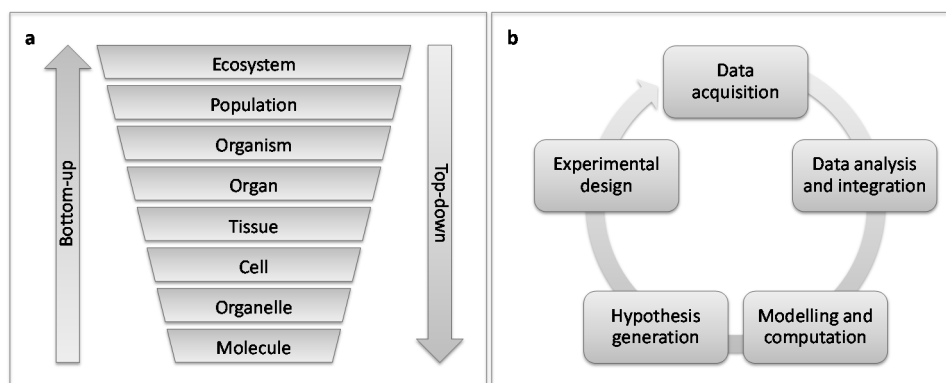 a
Bottom-up
Ecosystem
Population
Organism
Organ
Tissue
Cell
Organelle
Molecule
Top-down
b
Data
acquisition
Data analysis
and integration
Modelling and
computation
Hypothesis
generation
Experimental
design